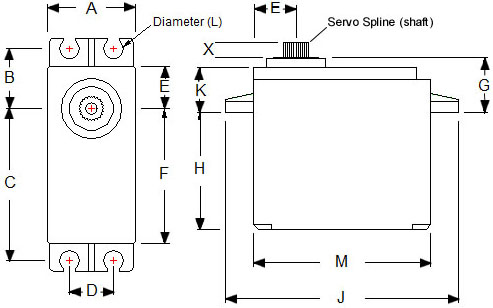 A
Diameter (L)
E
Servo Spline (shaft)
X
B
E
K
G
C
F
H
D
M
J